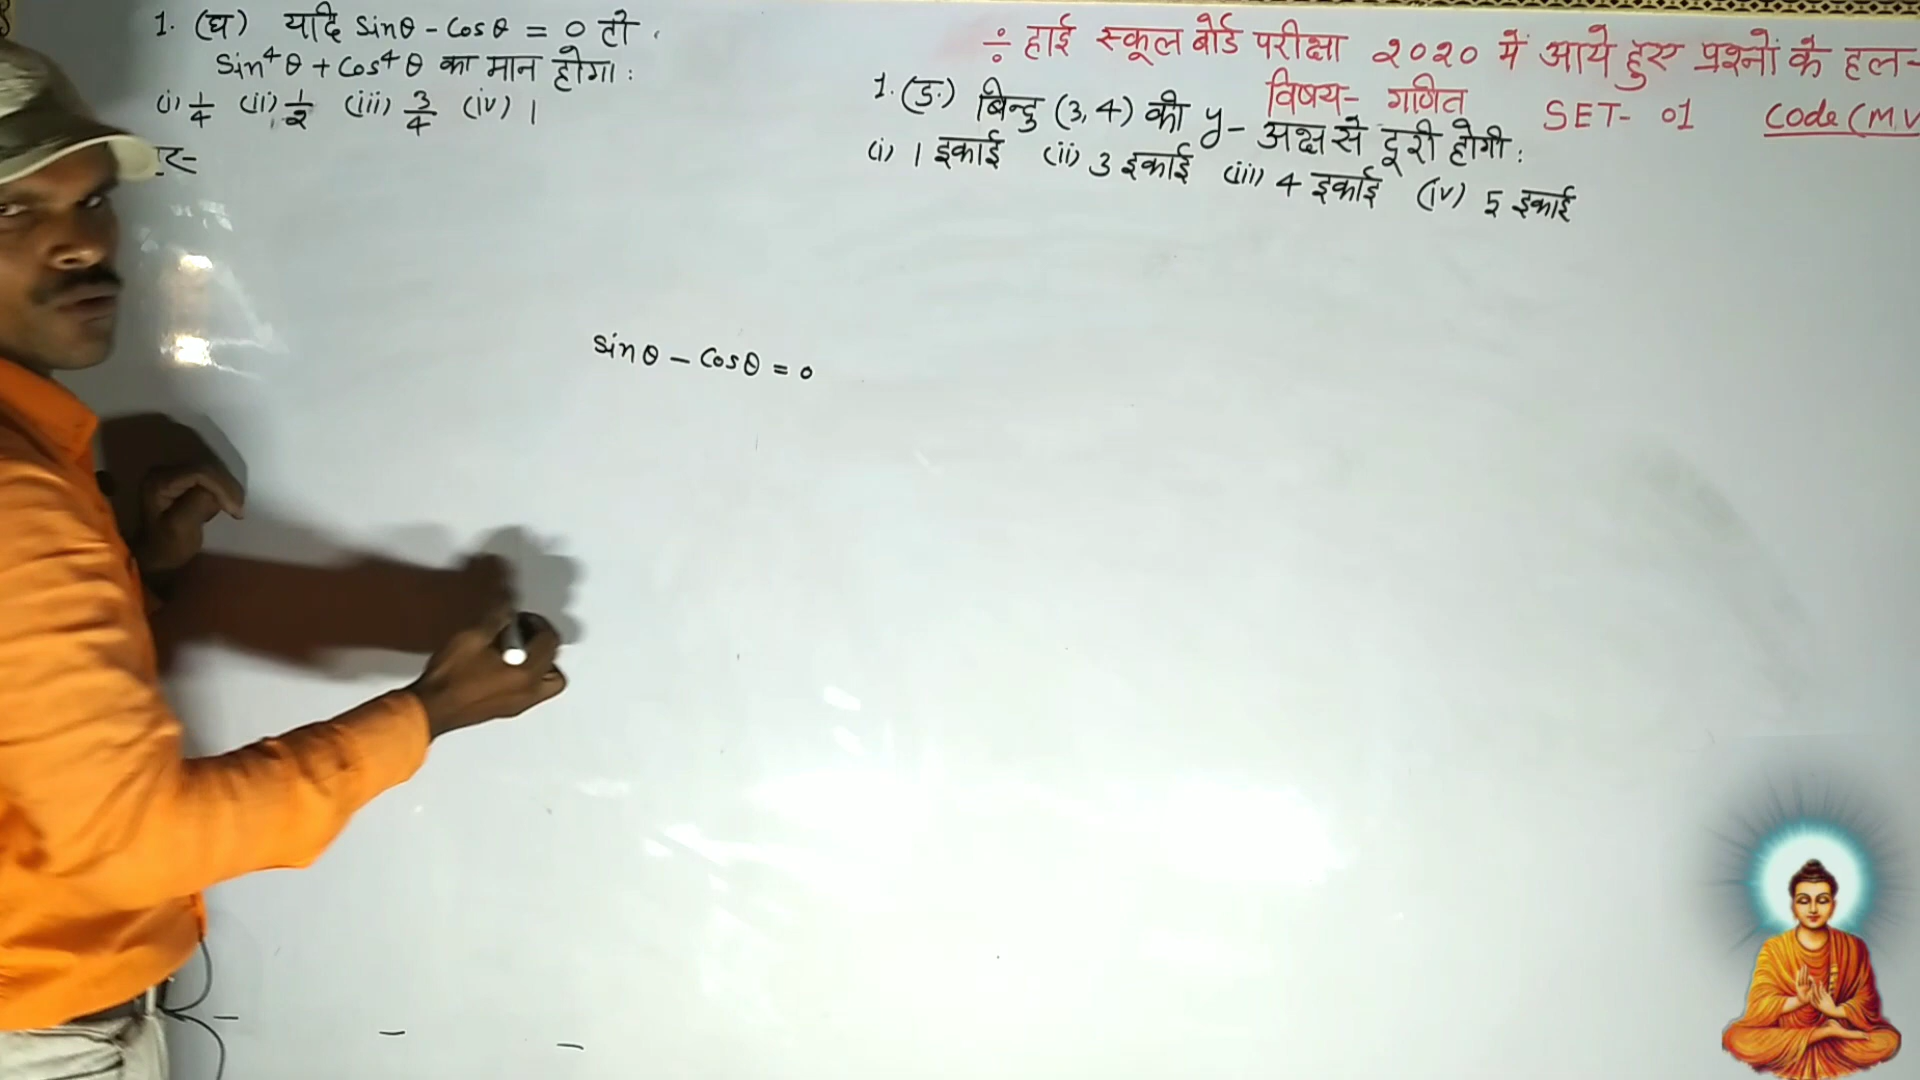 1. (घ) यदि sinθ - cosθ = 0 तो
sin⁴θ + cos⁴θ का मान होगा:
(i) 1/4 (ii) 1/2 (iii) 3/4 (iv) 1
÷ हाई स्कूल बोर्ड परीक्षा २०२० में आये हुए प्रश्नों के हल-
विषय- गणित SET- 01 Code (M.V
1. (ङ) बिन्दु (3, 4) की y- अक्ष से दूरी होगी:
(i) 1 इकाई (ii) 3 इकाई (iii) 4 इकाई (iv) 5 इकाई
sinθ - cosθ = 0